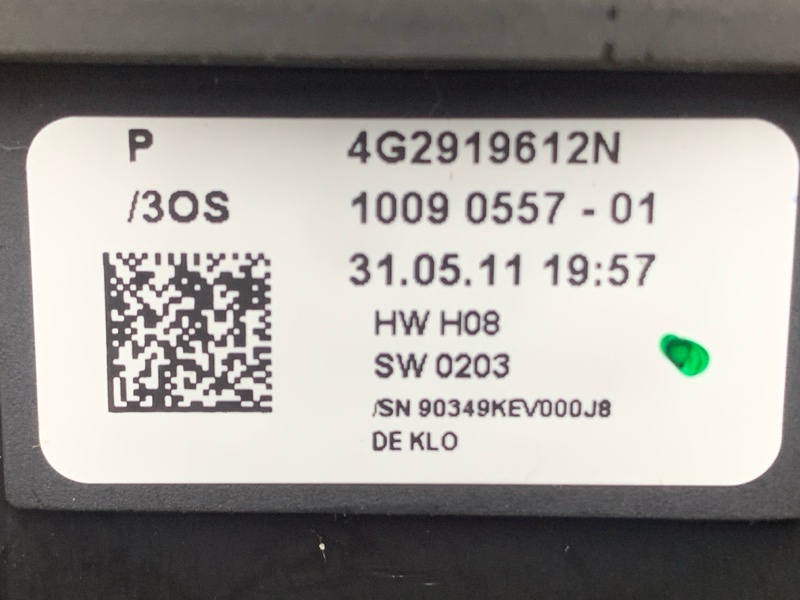 P 4G2919612N
/3OS 1009 0557 - 01
31.05.11 19:57
HW H08
SW 0203
/SN 90349KEV000J8
DE KLO